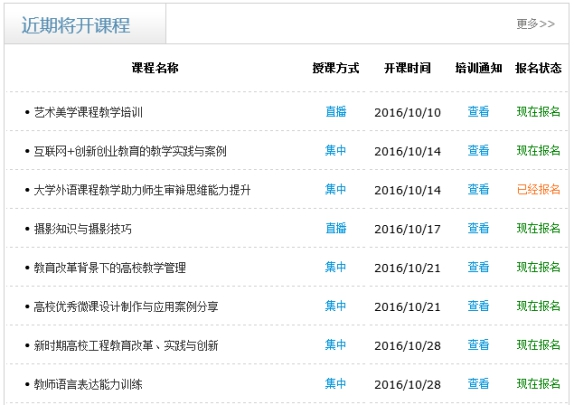 近期将开课程 更多>>
课程名称 授课方式 开课时间 培训通知 报名状态
• 艺术美学课程教学培训 直播 2016/10/10 查看 现在报名
• 互联网+创新创业教育的教学实践与案例 集中 2016/10/14 查看 现在报名
• 大学外语课程教学助力师生审辩思维能力提升 集中 2016/10/14 查看 已经报名
• 摄影知识与摄影技巧 直播 2016/10/17 查看 现在报名
• 教育改革背景下的高校教学管理 集中 2016/10/21 查看 现在报名
• 高校优秀微课设计制作与应用案例分享 集中 2016/10/21 查看 现在报名
• 新时期高校工程教育改革、实践与创新 集中 2016/10/28 查看 现在报名
• 教师语言表达能力训练 集中 2016/10/28 查看 现在报名